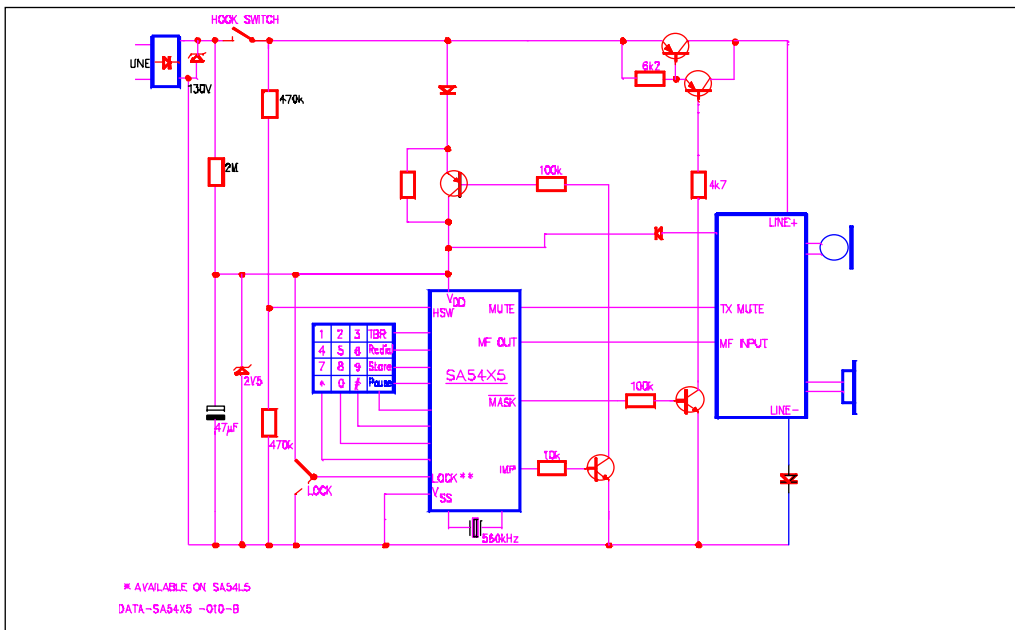 HOOK SWITCH
LINE
130V
470k
2M
6k2
100k
4k7
LINE+
V DD
HSW
MUTE
TX MUTE
1 2 3 TBR
4 5 6 Redial
7 8 9 Store
* 0 # Pause
MF OUT
MF INPUT
SA54X5
2V5
MASK
100k
47µF
470k
LINE-
10k
LOCK**
IMP
LOCK
V SS
560kHz
* AVAILABLE ON SA54L5
DATA-SA54X5 -010-B